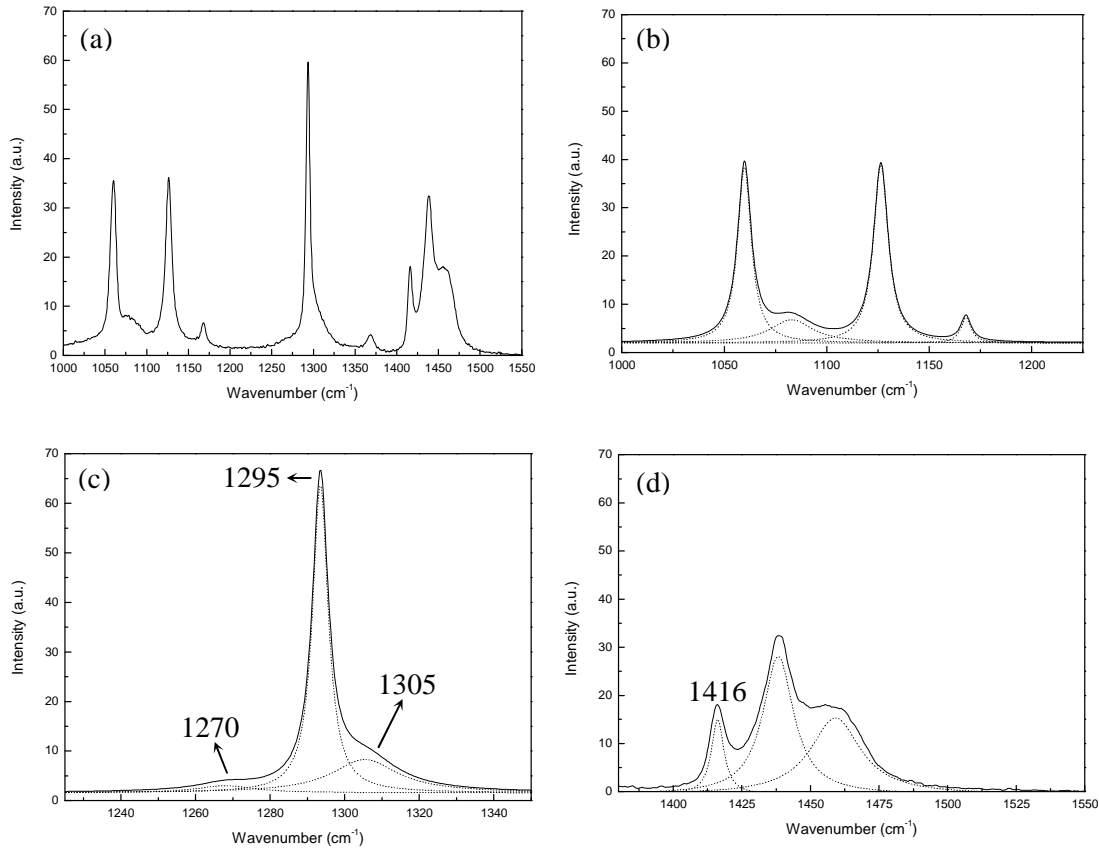 (a)
70
60
50
40
30
20
10
0
Intensity (a.u.)
1000 1050 1100 1150 1200 1250 1300 1350 1400 1450 1500 1550
Wavenumber (cm⁻¹)
(b)
70
60
50
40
30
20
10
0
Intensity (a.u.)
1000 1050 1100 1150 1200
Wavenumber (cm⁻¹)
(c)
1295
1305
1270
70
60
50
40
30
20
10
0
Intensity (a.u.)
1240 1260 1280 1300 1320 1340
Wavenumber (cm⁻¹)
(d)
1416
70
60
50
40
30
20
10
0
Intensity (a.u.)
1400 1425 1450 1475 1500 1525 1550
Wavenumber (cm⁻¹)